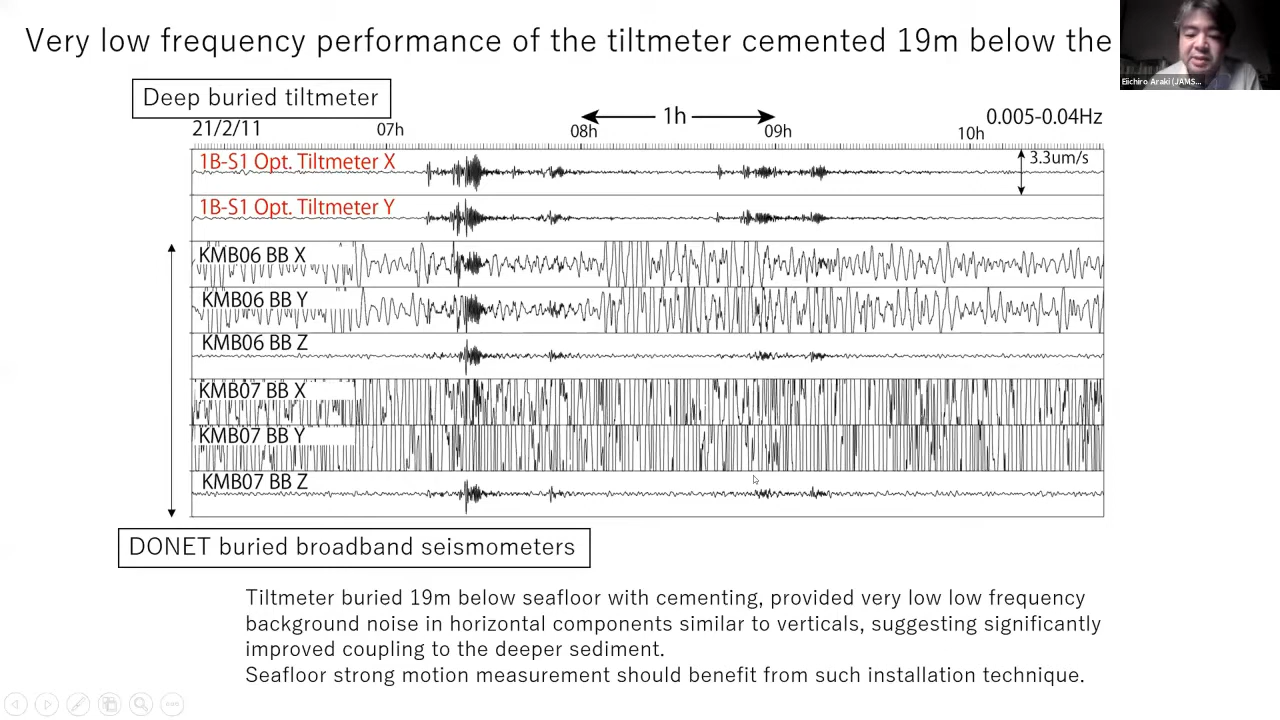 Very low frequency performance of the tiltmeter cemented 19m below the
Eiichiro Araki (JAMS...
Deep buried tiltmeter
21/2/11
07h
08h
1h
09h
10h
0.005-0.04Hz
1B-S1 Opt. Tiltmeter X
3.3um/s
1B-S1 Opt. Tiltmeter Y
KMB06 BB X
KMB06 BB Y
KMB06 BB Z
KMB07 BB X
KMB07 BB Y
KMB07 BB Z
DONET buried broadband seismometers
Tiltmeter buried 19m below seafloor with cementing, provided very low low frequency
background noise in horizontal components similar to verticals, suggesting significantly
improved coupling to the deeper sediment.
Seafloor strong motion measurement should benefit from such installation technique.